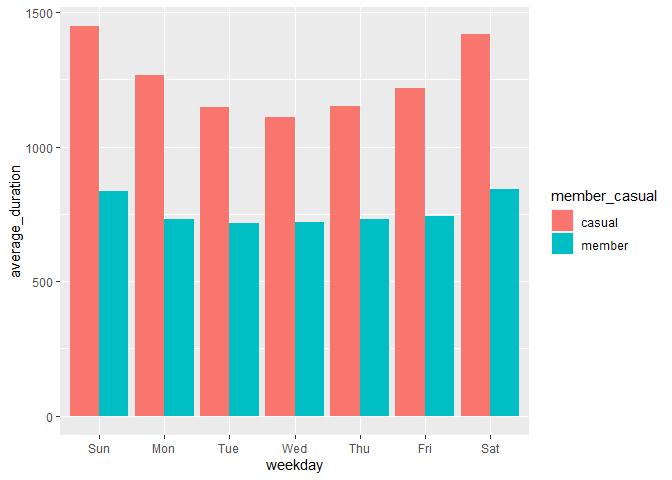 1500
1000
500
0
average_duration
Sun Mon Tue Wed Thu Fri Sat
weekday
member_casual
casual
member